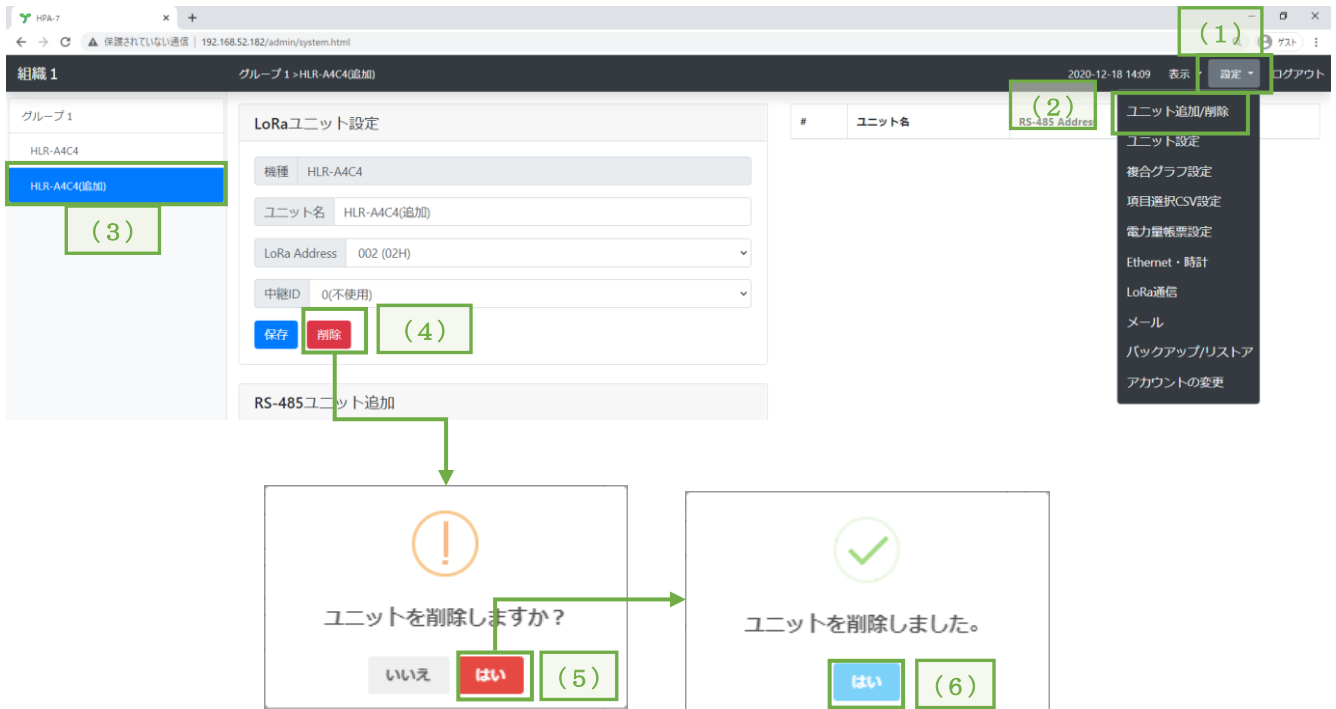 HPA-7
保護されていない通信 | 192.168.52.182/admin/system.html
(1)
ゲスト
組織 1
グループ 1 >HLR-A4C4(追加)
2020-12-18 14:09 表示 設定 ログアウト
グループ 1
HLR-A4C4
HLR-A4C4(追加)
(3)
LoRaユニット設定
機種 HLR-A4C4
ユニット名 HLR-A4C4(追加)
LoRa Address 002 (02H)
中継ID 0(不使用)
保存 削除 (4)
RS-485ユニット追加
# ユニット名 RS-485 Address
(2)
ユニット追加/削除
ユニット設定
複合グラフ設定
項目選択CSV設定
電力量帳票設定
Ethernet・時計
LoRa通信
メール
バックアップ/リストア
アカウントの変更
ユニットを削除しますか？
いいえ はい (5)
ユニットを削除しました。
はい (6)